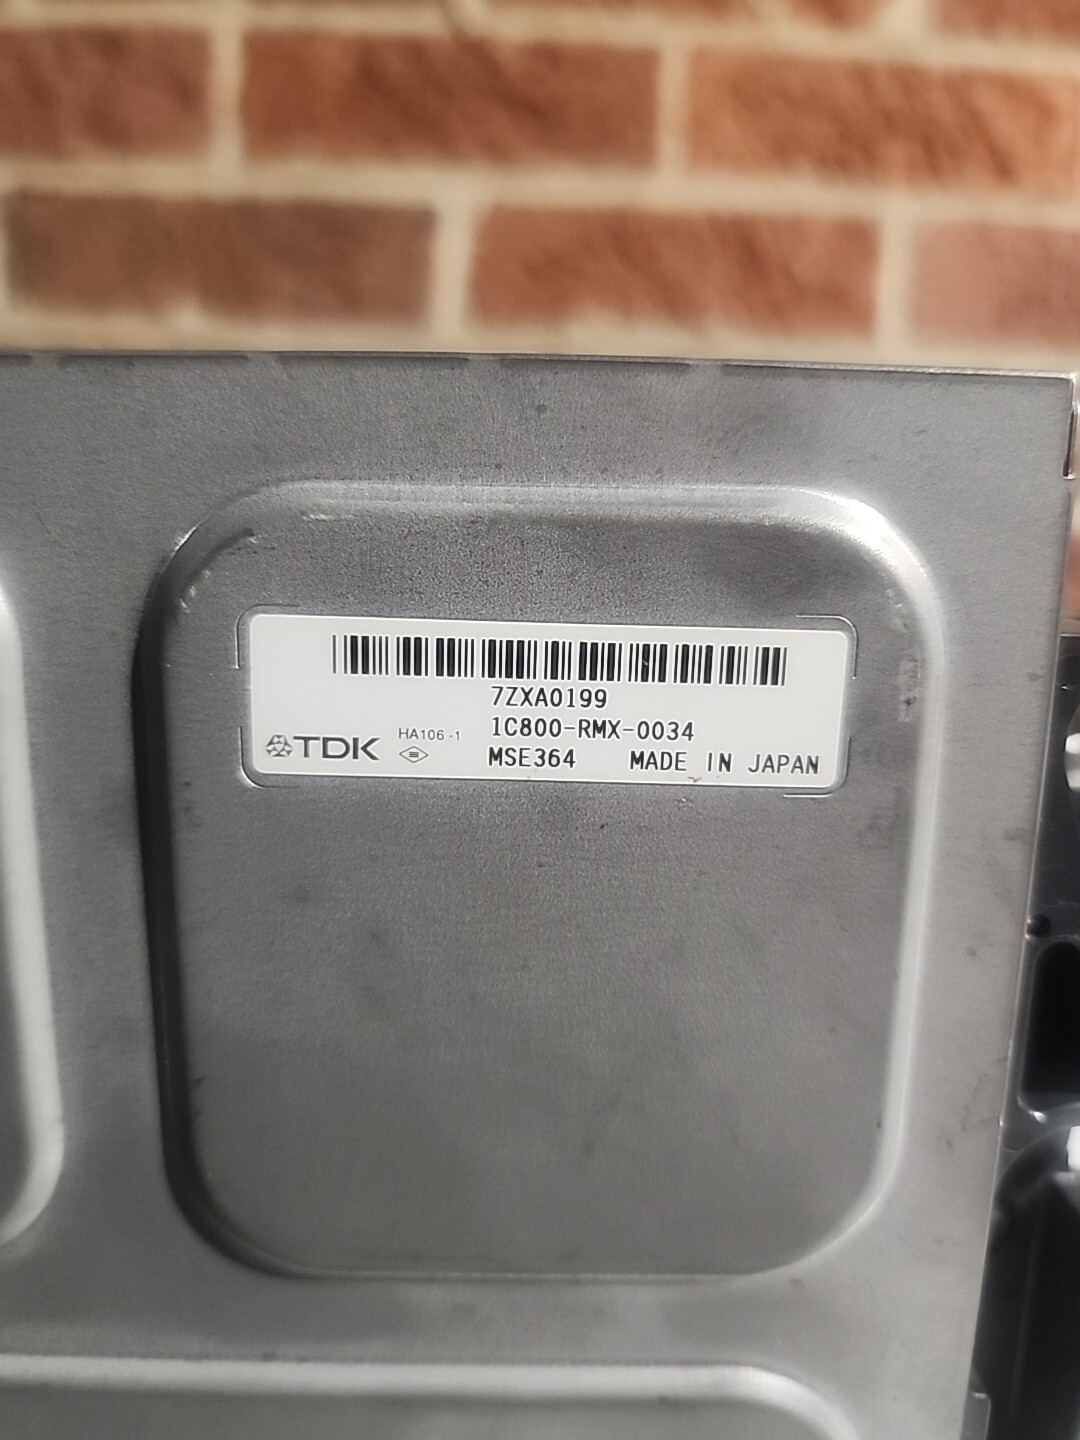 7ZXA0199
1C800-RMX-0034
TDK HA106-1
MSE364 MADE IN JAPAN